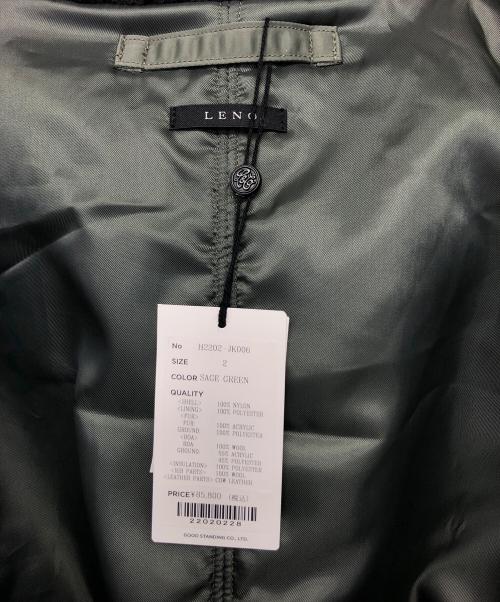 LENO
No H2202-JK006
SIZE 2
COLOR SAGE GREEN
QUALITY
<SHELL> 100% NYLON
<LINING> 100% POLYESTER
<FUR>
FUR 100% ACRYLIC
GROUND 100% POLYESTER
<BOA>
BOA 100% WOOL
GROUND 55% ACRYLIC
45% POLYESTER
<INSULATION> 100% POLYESTER
<RIB PARTS> 100% WOOL
<LEATHER PARTS> COW LEATHER
PRICE ¥85,800 (税込)
22020228
GOOD STANDING CO., LTD.